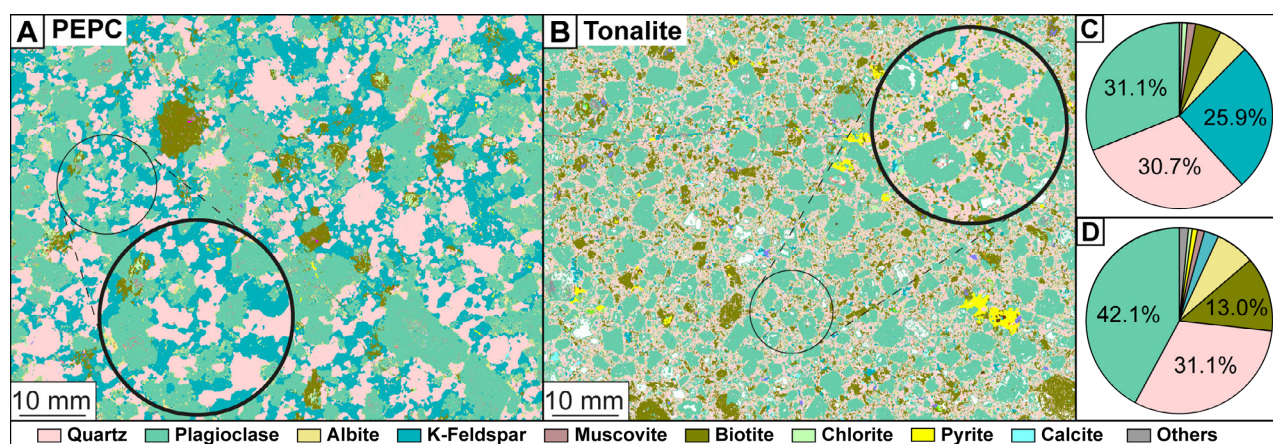 A PEPC
B Tonalite
C
31.1%
25.9%
30.7%
D
42.1%
13.0%
31.1%
10 mm
10 mm
Quartz Plagioclase Albite K-Feldspar Muscovite Biotite Chlorite Pyrite Calcite Others